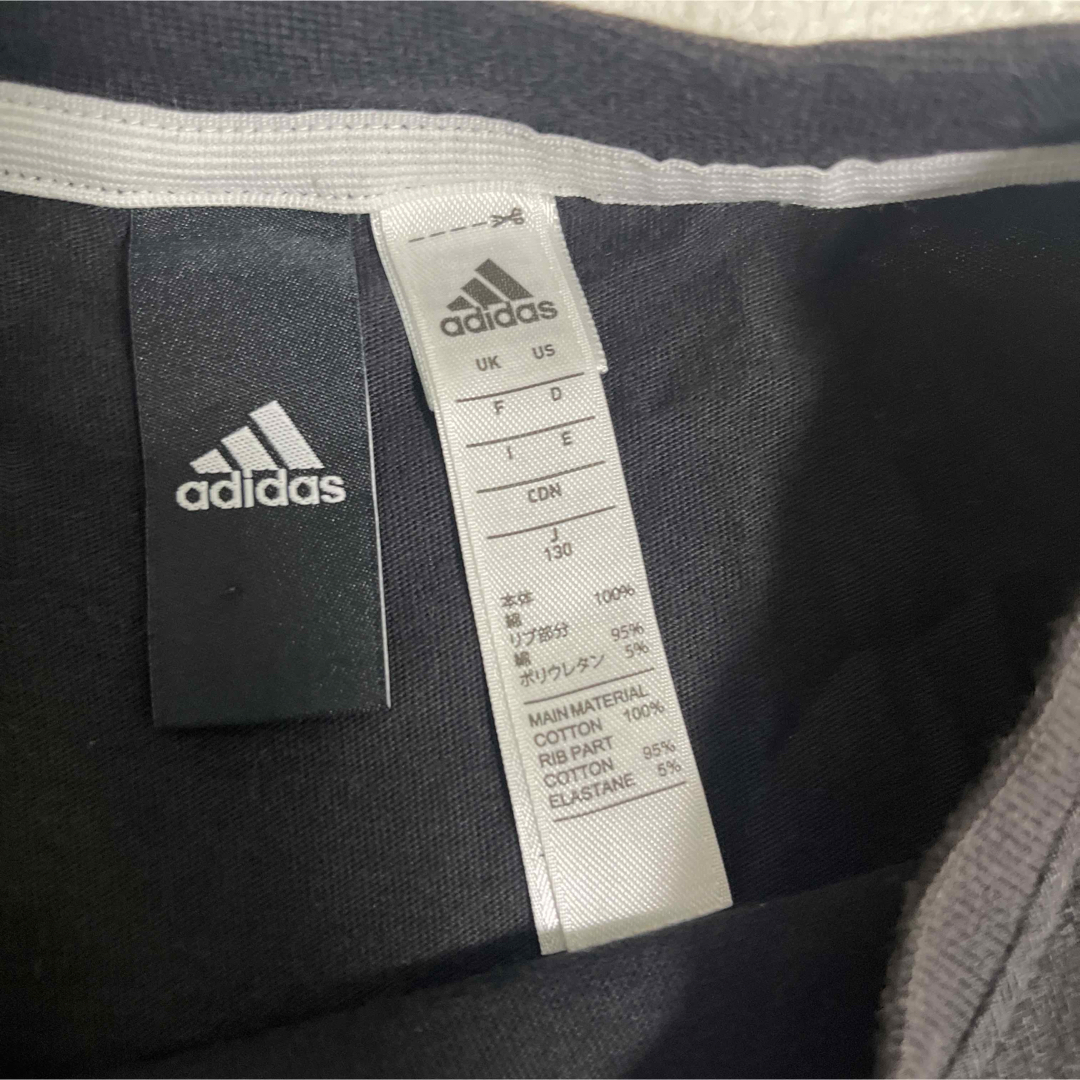 adidas
adidas
UK US
F D
I E
CDN
J
130
本体
綿 100%
リブ部分
綿 95%
ポリウレタン 5%
MAIN MATERIAL
COTTON 100%
RIB PART
COTTON 95%
ELASTANE 5%